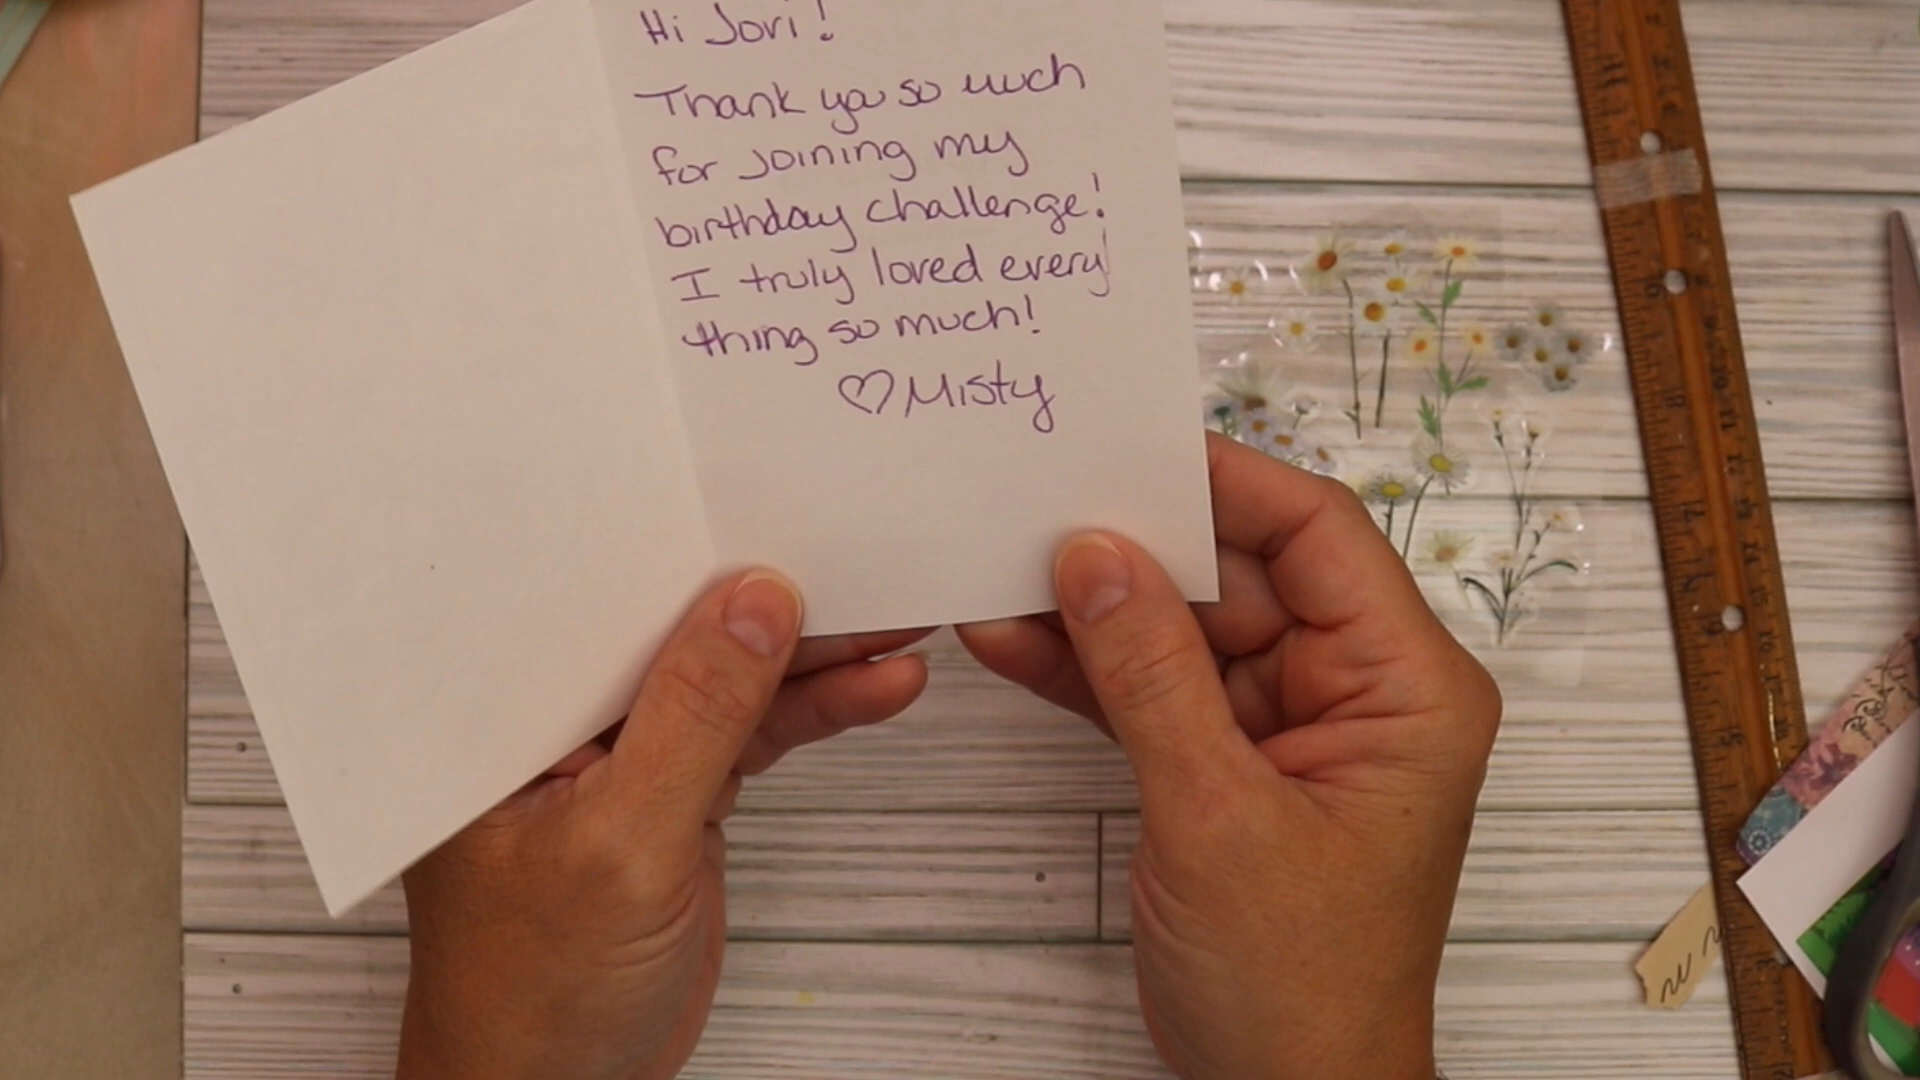 Hi Jori!
Thank you so much
for joining my
birthday challenge!
I truly loved every
thing so much!
♡ Misty